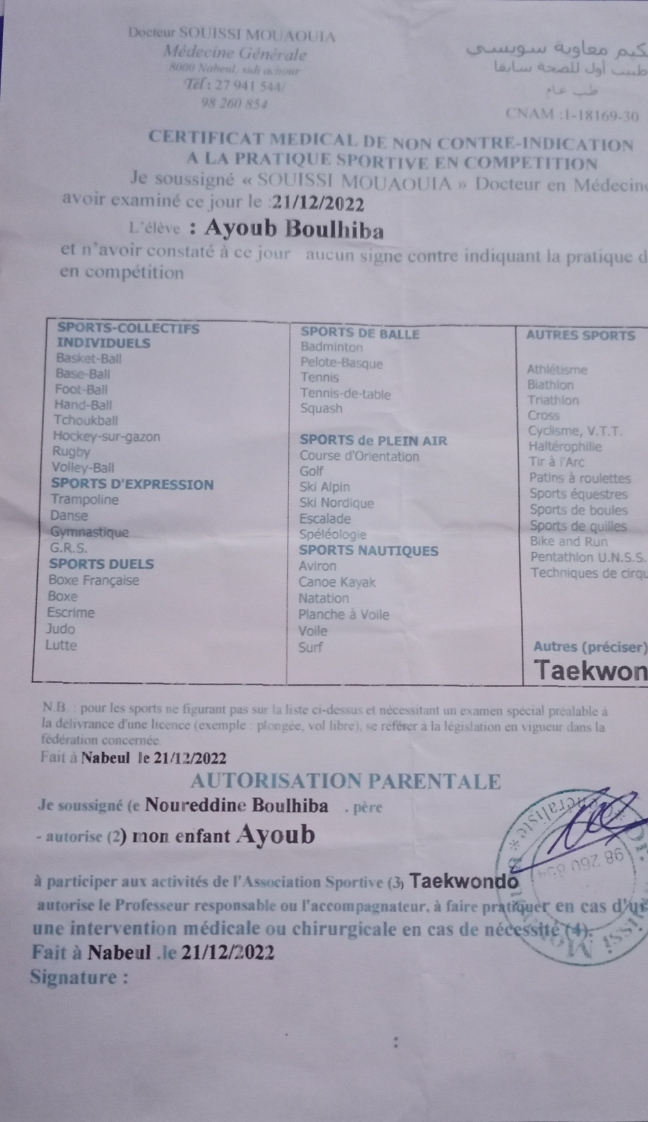 Docteur SOUISSI MOUAOUIA
Médecine Générale
8000 Nabeul, sidi achour
Tél : 27 941 544/
98 260 854
كيم معاوية سويسي
طبيب أول للصحة سابقا
طب عام
CNAM :1-18169-30
CERTIFICAT MEDICAL DE NON CONTRE-INDICATION
A LA PRATIQUE SPORTIVE EN COMPETITION
Je soussigné « SOUISSI MOUAOUIA » Docteur en Médecine
avoir examiné ce jour le :21/12/2022
L'élève : Ayoub Boulhiba
et n'avoir constaté à ce jour aucun signe contre indiquant la pratique d
en compétition
SPORTS-COLLECTIFS
INDIVIDUELS
Basket-Ball
Base-Ball
Foot-Ball
Hand-Ball
Tchoukball
Hockey-sur-gazon
Rugby
Volley-Ball
SPORTS D'EXPRESSION
Trampoline
Danse
Gymnastique
G.R.S.
SPORTS DUELS
Boxe Française
Boxe
Escrime
Judo
Lutte
SPORTS DE BALLE
Badminton
Pelote-Basque
Tennis
Tennis-de-table
Squash
SPORTS de PLEIN AIR
Course d'Orientation
Golf
Ski Alpin
Ski Nordique
Escalade
Spéléologie
SPORTS NAUTIQUES
Aviron
Canoe Kayak
Natation
Planche à Voile
Voile
Surf
AUTRES SPORTS
Athlétisme
Biathlon
Triathlon
Cross
Cyclisme, V.T.T.
Haltérophilie
Tir à l'Arc
Patins à roulettes
Sports équestres
Sports de boules
Sports de quilles
Bike and Run
Pentathlon U.N.S.S.
Techniques de cirqu
Autres (préciser)
Taekwon
N.B. : pour les sports ne figurant pas sur la liste ci-dessus et nécessitant un examen spécial préalable à
la délivrance d'une licence (exemple : plongée, vol libre), se référer à la législation en vigueur dans la
fédération concernée.
Fait à Nabeul le 21/12/2022
AUTORISATION PARENTALE
Je soussigné (e Noureddine Boulhiba . père
- autorise (2) mon enfant Ayoub
à participer aux activités de l'Association Sportive (3) Taekwondo
autorise le Professeur responsable ou l'accompagnateur, à faire pratiquer en cas d'u
une intervention médicale ou chirurgicale en cas de nécessité (4).
Fait à Nabeul .le 21/12/2022
Signature :
98 260 854